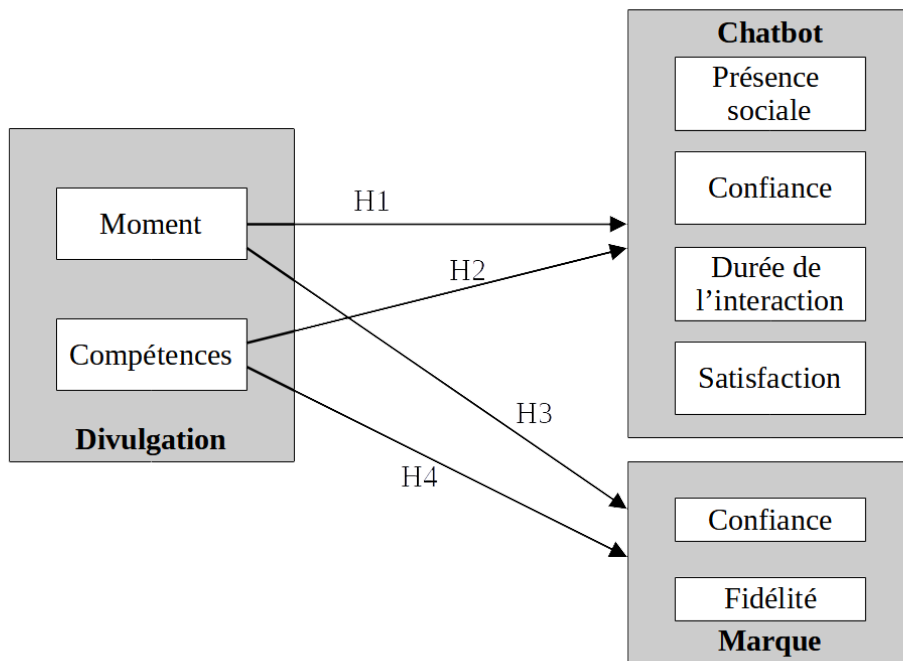 Chatbot
Présence
sociale
Confiance
Durée de
l’interaction
Satisfaction
Moment
Compétences
Divulgation
H1
H2
H3
H4
Confiance
Fidélité
Marque